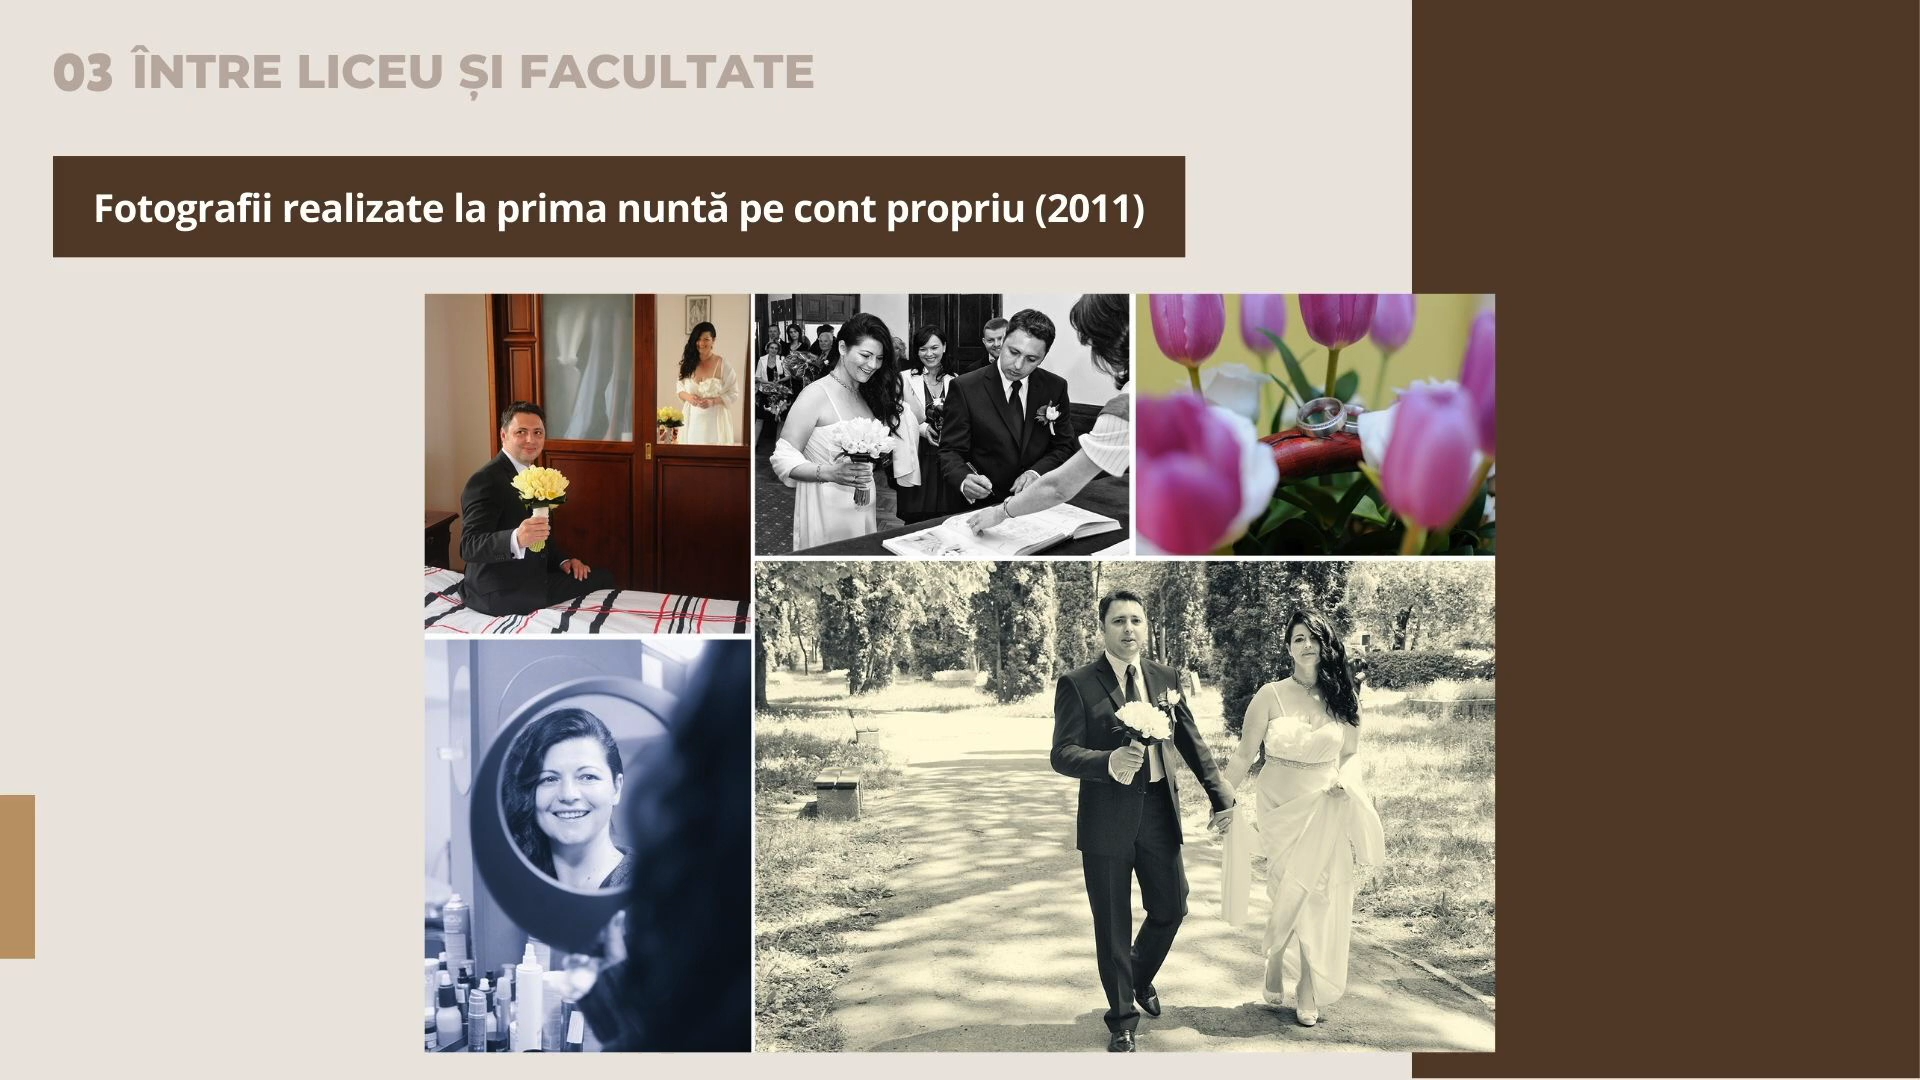 03 ÎNTRE LICEU ȘI FACULTATE
Fotografii realizate la prima nuntă pe cont propriu (2011)